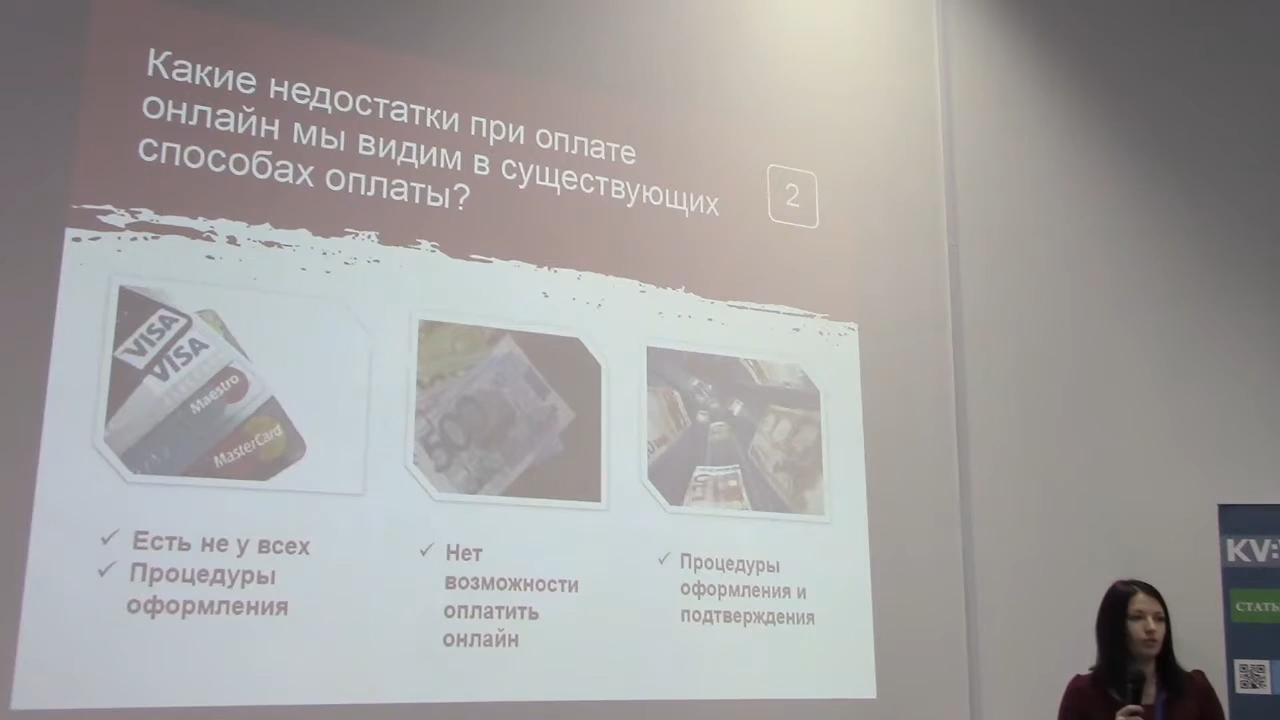 Какие недостатки при оплате
онлайн мы видим в существующих
способах оплаты?
2
VISA
VISA
Maestro
MasterCard
✓ Есть не у всех
✓ Процедуры
оформления
✓ Нет
возможности
оплатить
онлайн
✓ Процедуры
оформления и
подтверждения
KV:
СТАТЬ